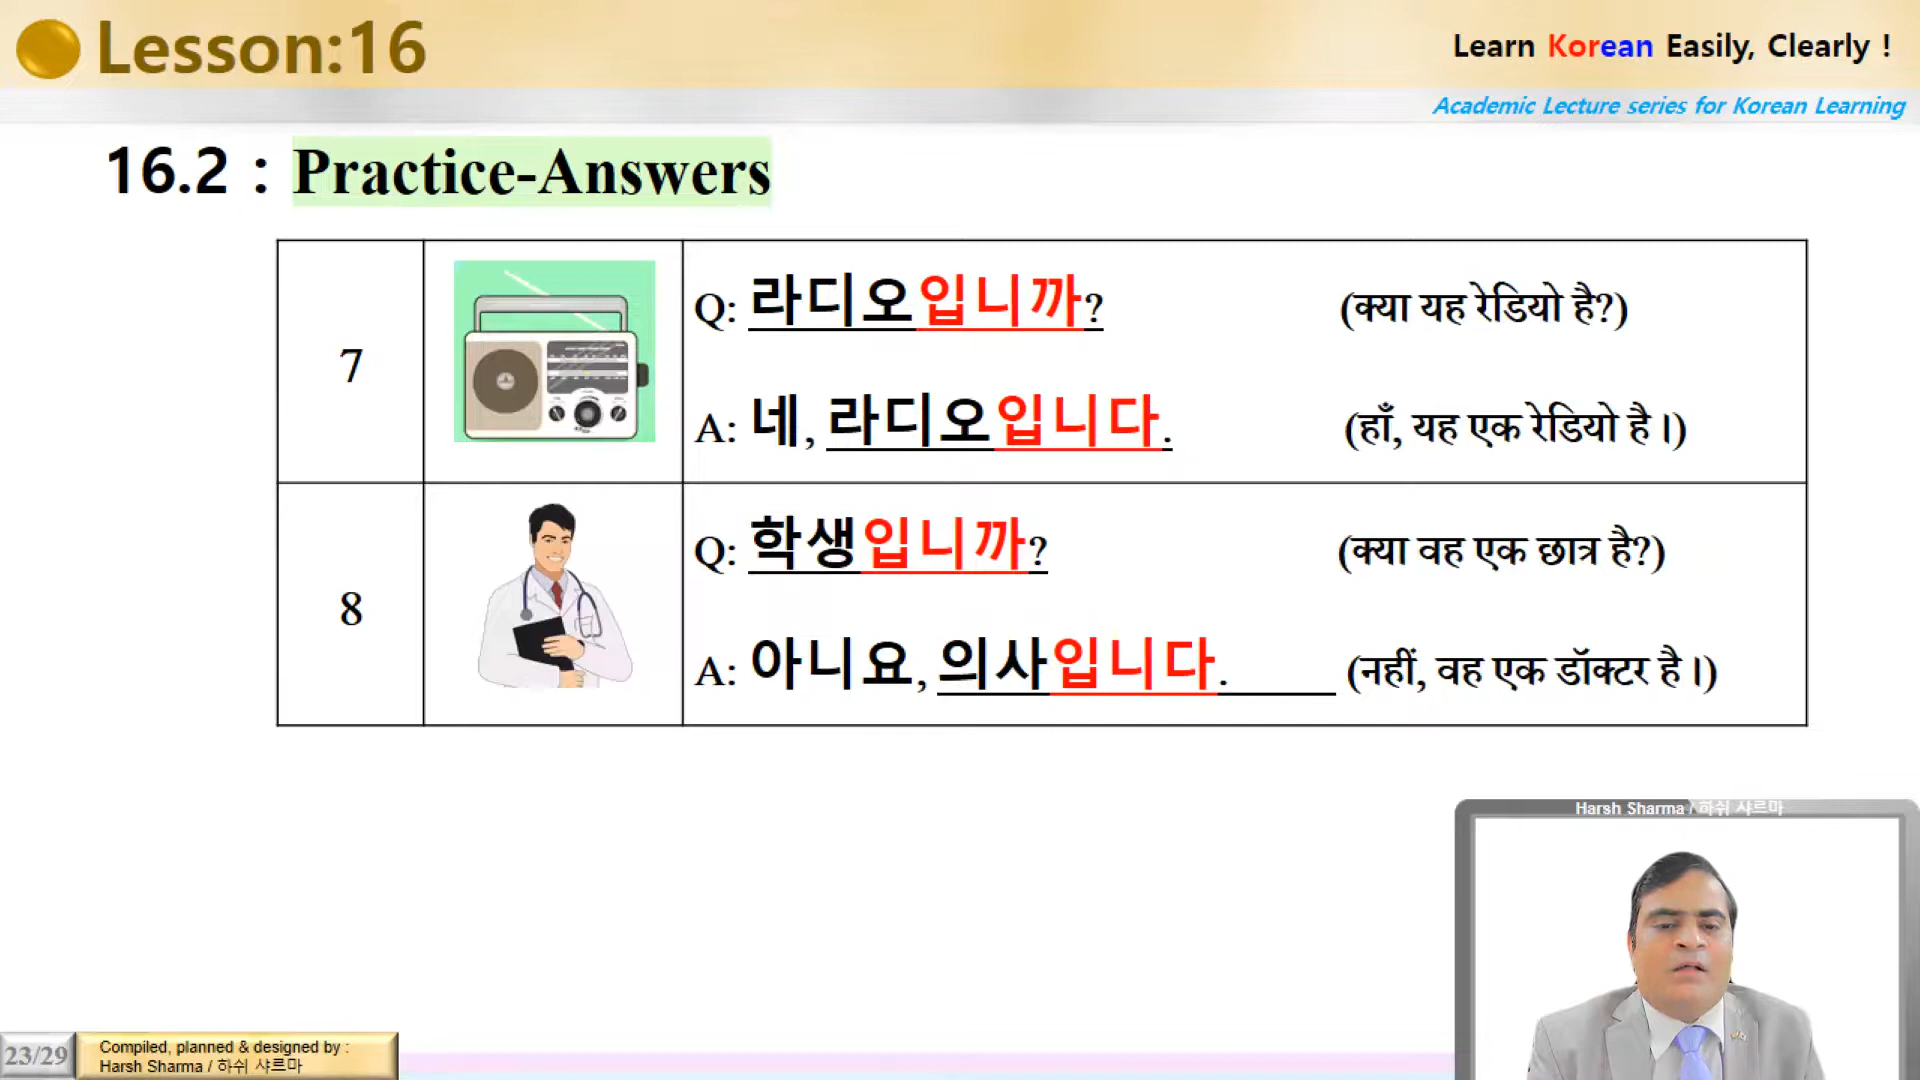 Lesson:16
Learn Korean Easily, Clearly !
Academic Lecture series for Korean Learning
16.2 : Practice-Answers
7
Q: 라디오입니까? (क्या यह रेडियो है?)
A: 네, 라디오입니다. (हाँ, यह एक रेडियो है।)
8
Q: 학생입니까? (क्या वह एक छात्र है?)
A: 아니요, 의사입니다. (नहीं, वह एक डॉक्टर है।)
Harsh Sharma / 하쉬 샤르마
23/29
Compiled, planned & designed by :
Harsh Sharma / 하쉬 샤르마